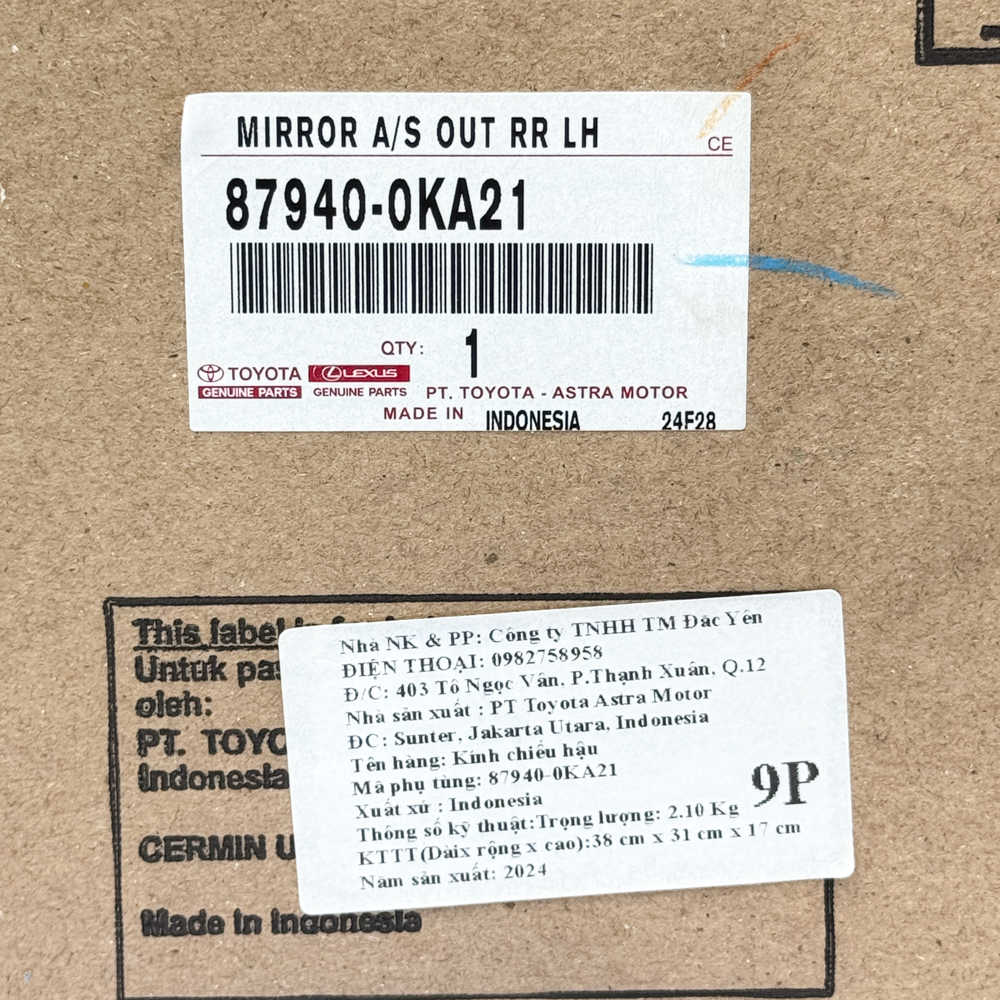 MIRROR A/S OUT RR LH
CE
87940-0KA21
QTY: 1
TOYOTA LEXUS
GENUINE PARTS GENUINE PARTS PT. TOYOTA - ASTRA MOTOR
MADE IN INDONESIA 24F28
This label is
Untuk
oleh:
PT.
Indonesia
CERMIN
Made in Indonesia
Nhà NK & PP: Công ty TNHH TM Đắc Yên
ĐIỆN THOẠI: 0982758958
Đ/C: 403 Tô Ngọc Vân, P.Thạnh Xuân, Q.12
Nhà sản xuất : PT Toyota Astra Motor
ĐC: Sunter, Jakarta Utara, Indonesia
Tên hàng: Kính chiếu hậu
Mã phụ tùng: 87940-0KA21
Xuất xứ : Indonesia
Thông số kỹ thuật:Trọng lượng: 2.10 Kg
KTTT(Dàix rộng x cao):38 cm x 31 cm x 17 cm
Năm sản xuất: 2024
9P